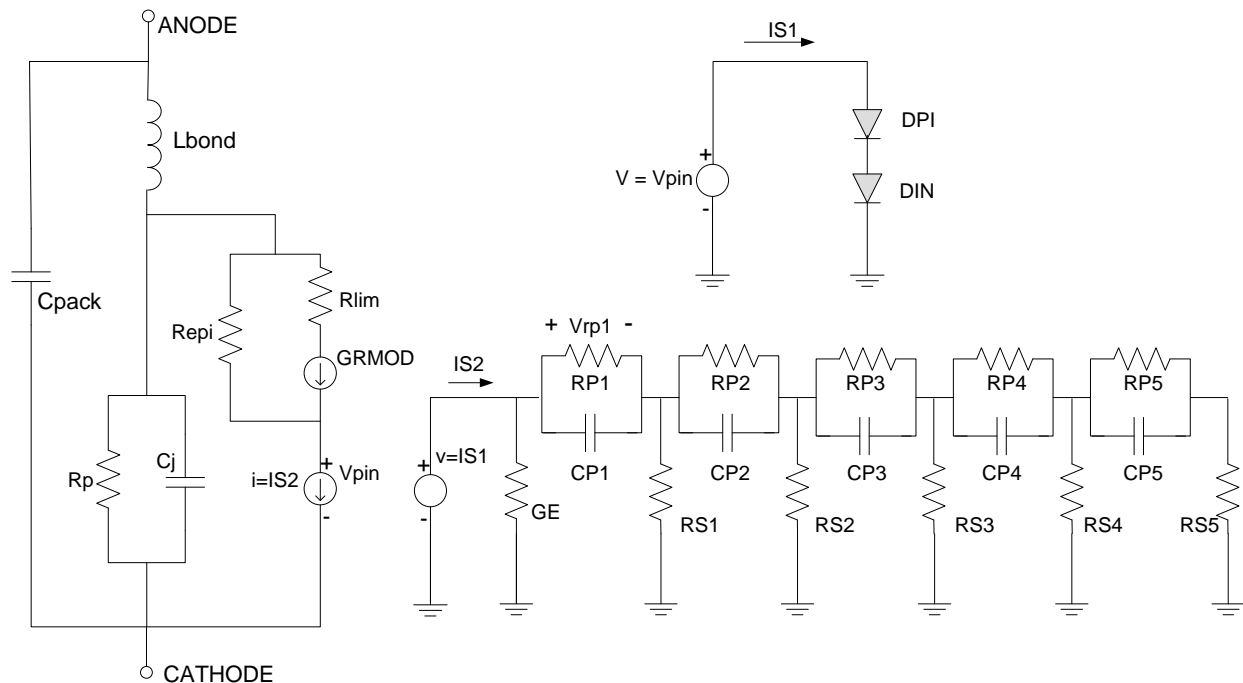 ANODE
Lbond
Cpack
Repi
Rlim
GRMOD
Rp
Cj
i=IS2
+
Vpin
-
CATHODE
IS1
+
V = Vpin
-
DPI
DIN
IS2
+
v=IS1
-
GE
+ Vrp1 -
RP1
RP2
RP3
RP4
RP5
CP1
CP2
CP3
CP4
CP5
RS1
RS2
RS3
RS4
RS5